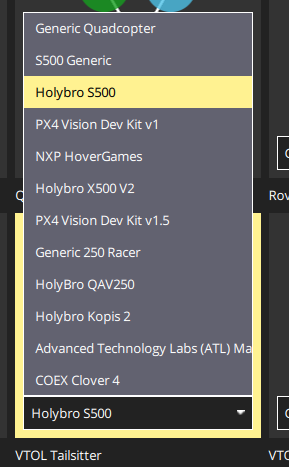 Generic Quadcopter
S500 Generic
Holybro S500
PX4 Vision Dev Kit v1
NXP HoverGames
Holybro X500 V2
PX4 Vision Dev Kit v1.5
Generic 250 Racer
HolyBro QAV250
Holybro Kopis 2
Advanced Technology Labs (ATL) Ma
COEX Clover 4
Holybro S500
VTOL Tailsitter
Q
Rov
VTO